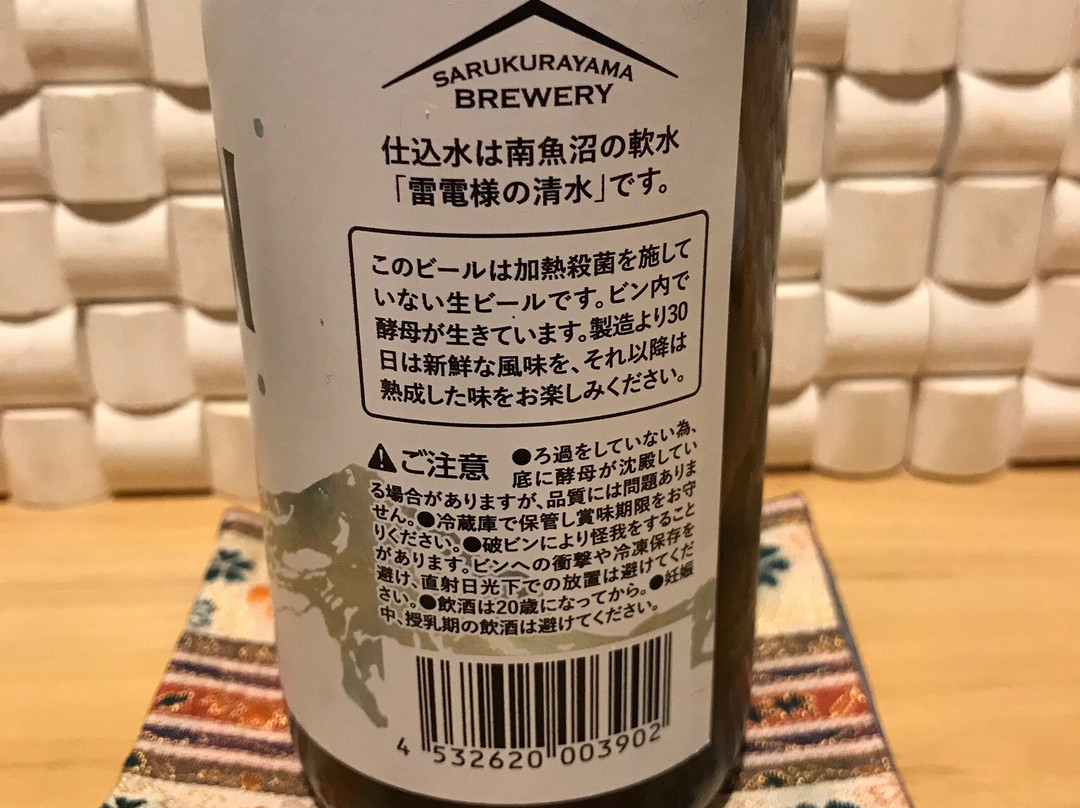 SARUKURAYAMA
BREWERY
仕込水は南魚沼の軟水
「雷電様の清水」です。
このビールは加熱殺菌を施して
いない生ビールです。ビン内で
酵母が生きています。製造より30
日は新鮮な風味を、それ以降は
熟成した味をお楽しみください。
ご注意 ●ろ過をしていない為、
底に酵母が沈殿してい
る場合がありますが、品質には問題ありま
せん。●冷蔵庫で保管し賞味期限をお守
りください。●破ビンにより怪我をすること
があります。ビンへの衝撃や冷凍保存を
避け、直射日光下での放置は避けてくだ
さい。●飲酒は20歳になってから。●妊娠
中、授乳期の飲酒は避けてください。
4 532620 003902